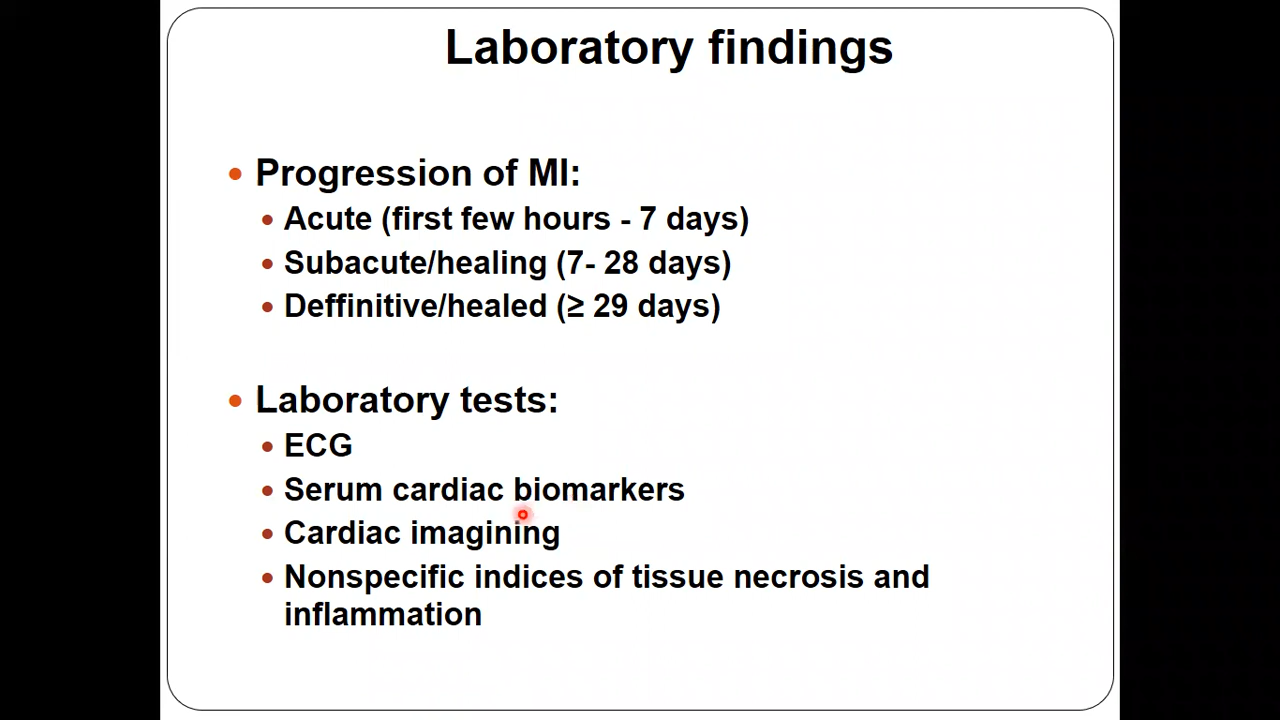 Laboratory findings
• Progression of MI:
• Acute (first few hours - 7 days)
• Subacute/healing (7- 28 days)
• Deffinitive/healed (≥ 29 days)
• Laboratory tests:
• ECG
• Serum cardiac biomarkers
• Cardiac imagining
• Nonspecific indices of tissue necrosis and
inflammation